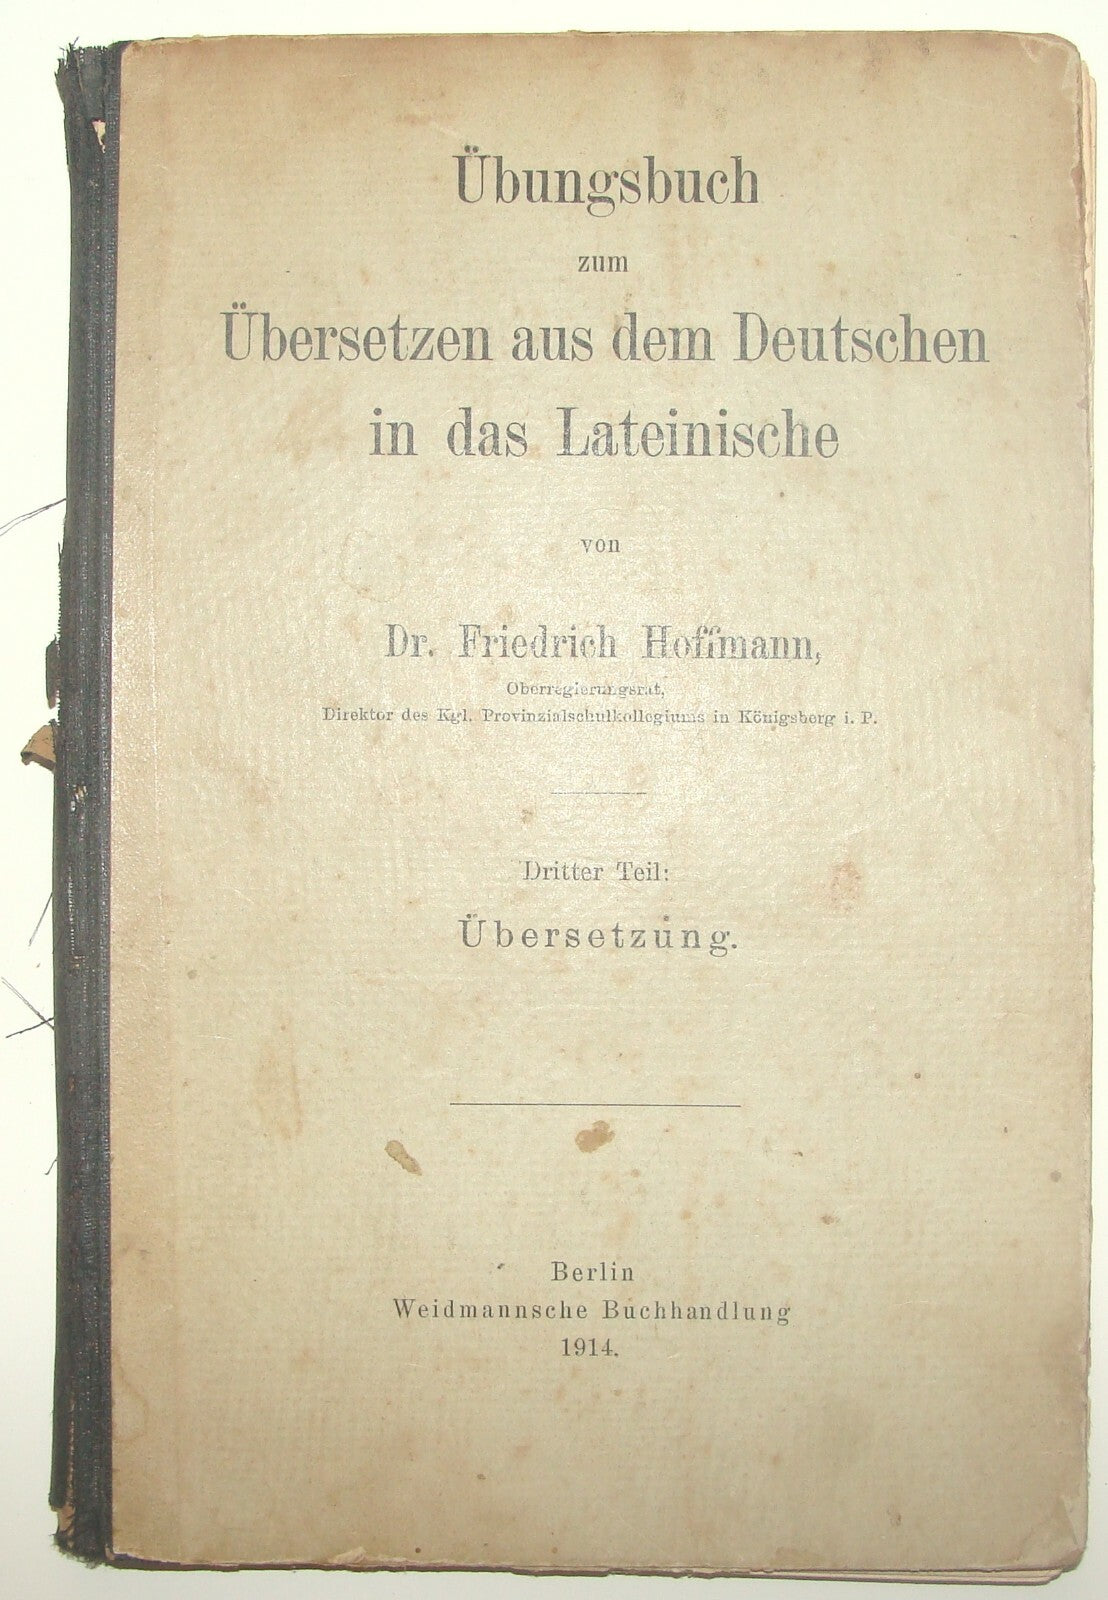 Übungsbuch
zum
Übersetzen aus dem Deutschen
in das Lateinische
von
Dr. Friedrich Hoffmann,
Oberregierungsrat,
Direktor des Kgl. Provinzialschulkollegiums in Königsberg i. P.
Dritter Teil:
Übersetzung.
Berlin
Weidmannsche Buchhandlung
1914.